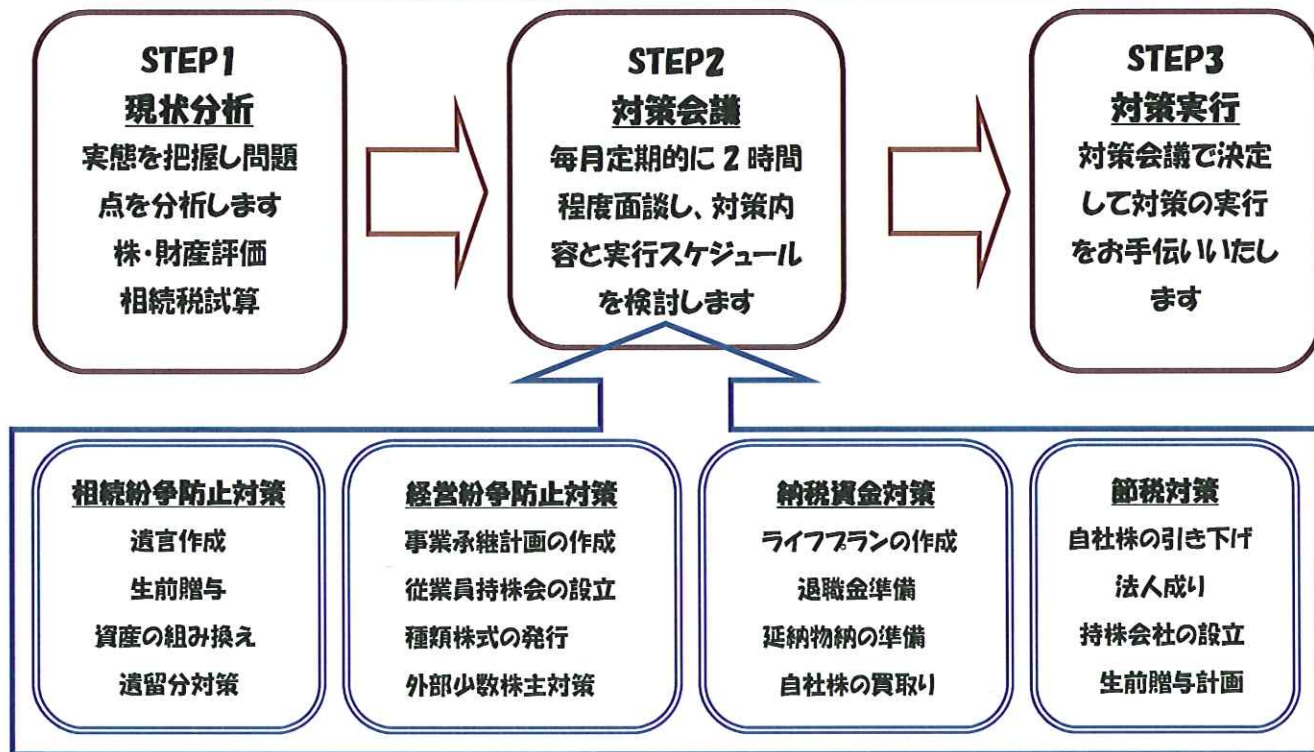 STEP1
現状分析
実態を把握し問題
点を分析します
株・財産評価
相続税試算
STEP2
対策会議
毎月定期的に2時間
程度面談し、対策内
容と実行スケジュール
を検討します
STEP3
対策実行
対策会議で決定
して対策の実行
をお手伝いいたし
ます
相続紛争防止対策
遺言作成
生前贈与
資産の組み換え
遺留分対策
経営紛争防止対策
事業承継計画の作成
従業員持株会の設立
種類株式の発行
外部少数株主対策
納税資金対策
ライフプランの作成
退職金準備
延納物納の準備
自社株の買取り
節税対策
自社株の引き下げ
法人成り
持株会社の設立
生前贈与計画